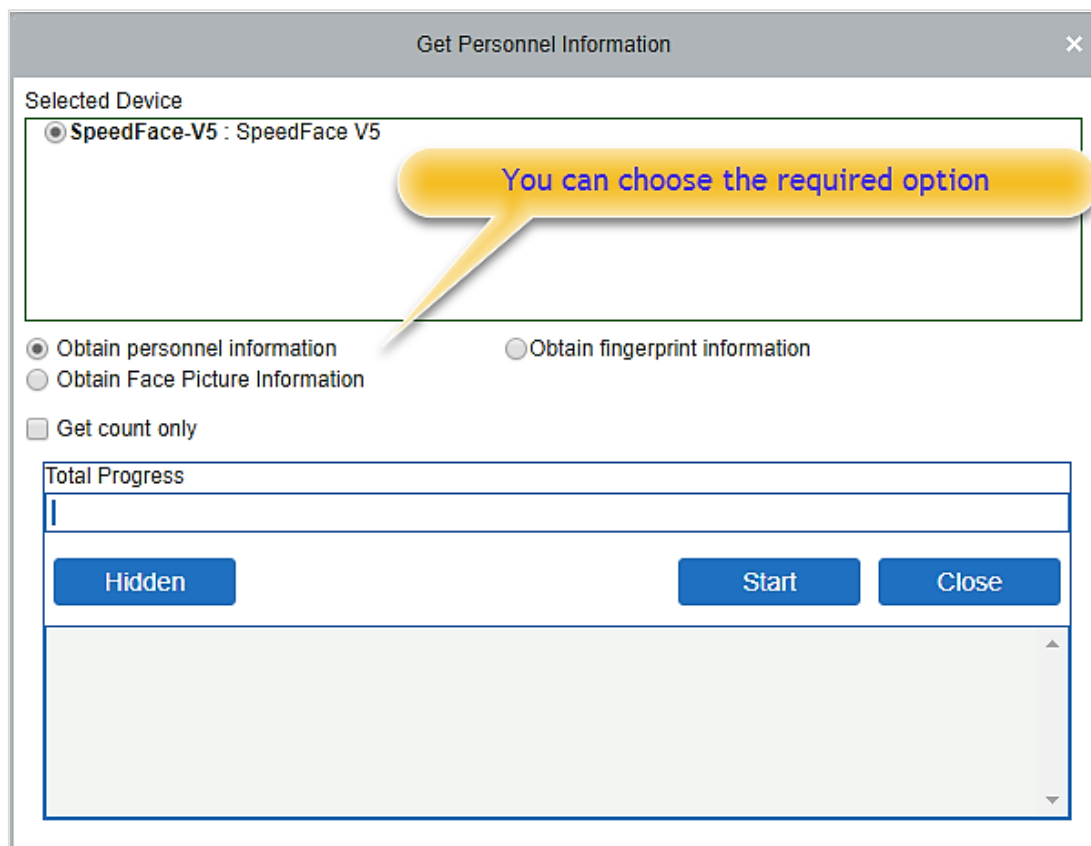 Get Personnel Information
Selected Device
SpeedFace-V5 : SpeedFace V5
You can choose the required option
Obtain personnel information
Obtain fingerprint information
Obtain Face Picture Information
Get count only
Total Progress
Hidden
Start
Close